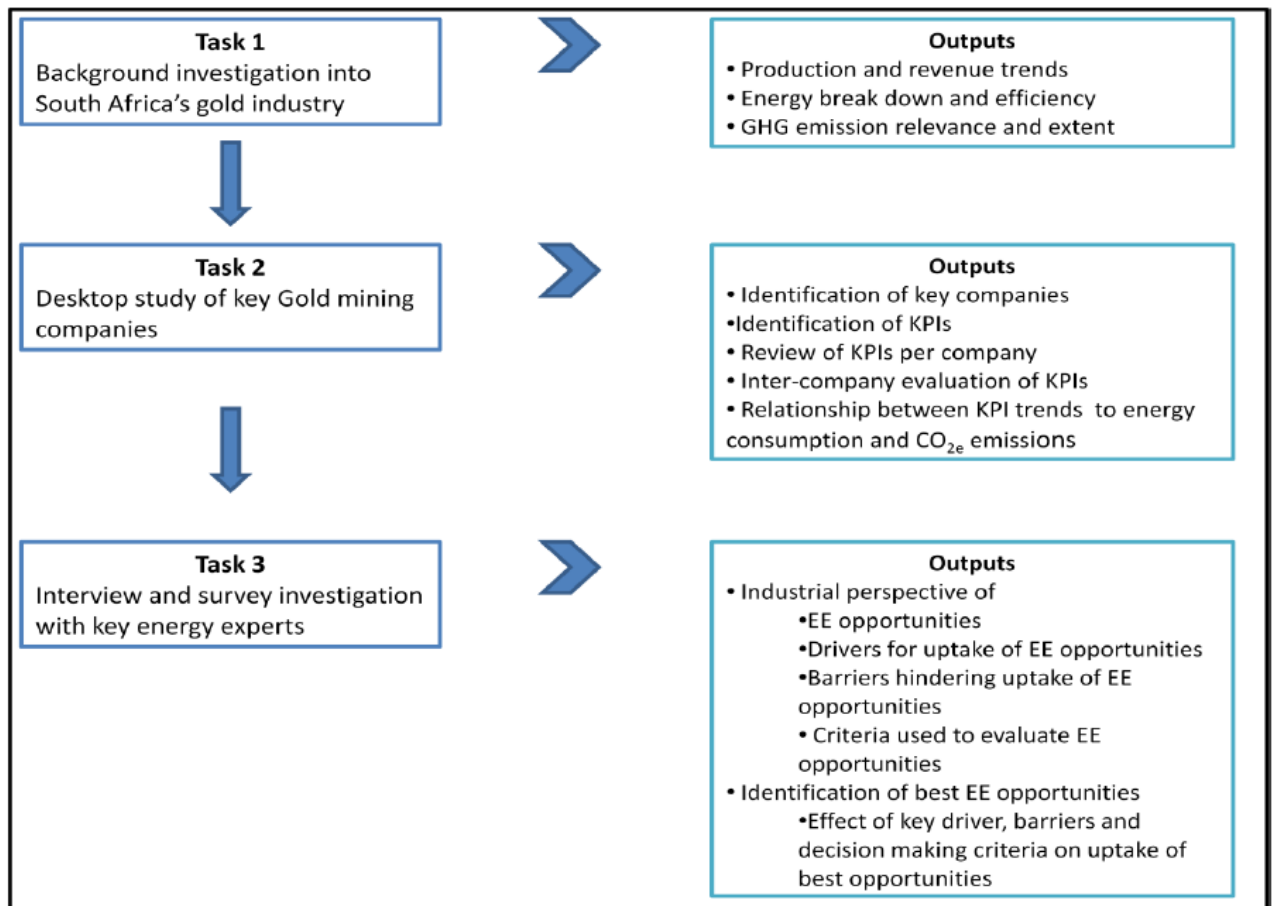 Task 1
Background investigation into
South Africa's gold industry
Outputs
• Production and revenue trends
• Energy break down and efficiency
• GHG emission relevance and extent
Task 2
Desktop study of key Gold mining
companies
Outputs
• Identification of key companies
•Identification of KPIs
• Review of KPIs per company
• Inter-company evaluation of KPIs
• Relationship between KPI trends to energy
consumption and CO2e emissions
Task 3
Interview and survey investigation
with key energy experts
Outputs
• Industrial perspective of
•EE opportunities
•Drivers for uptake of EE opportunities
•Barriers hindering uptake of EE
opportunities
• Criteria used to evaluate EE
opportunities
• Identification of best EE opportunities
•Effect of key driver, barriers and
decision making criteria on uptake of
best opportunities